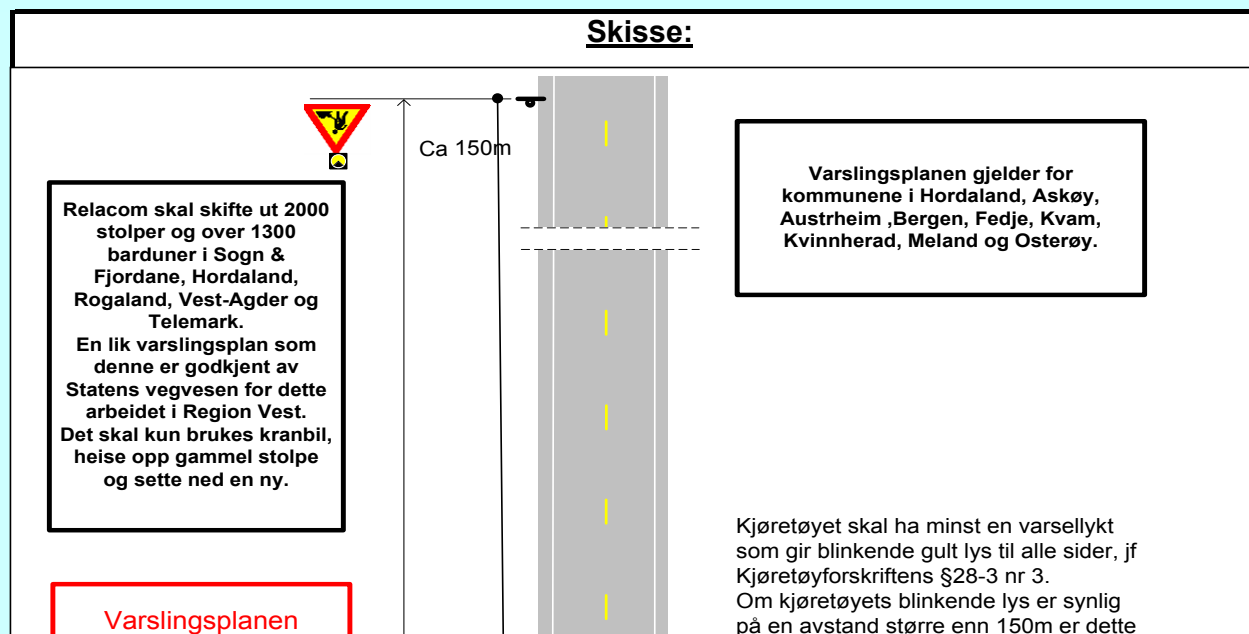 Skisse:
Ca 150m
Relacom skal skifte ut 2000
stolper og over 1300
barduner i Sogn &
Fjordane, Hordaland,
Rogaland, Vest-Agder og
Telemark.
En lik varslingsplan som
denne er godkjent av
Statens vegvesen for dette
arbeidet i Region Vest.
Det skal kun brukes kranbil,
heise opp gammel stolpe
og sette ned en ny.
Varslingsplanen gjelder for
kommunene i Hordaland, Askøy,
Austrheim ,Bergen, Fedje, Kvam,
Kvinnherad, Meland og Osterøy.
Kjøretøyet skal ha minst en varsellykt
som gir blinkende gult lys til alle sider, jf
Kjøretøyforskriftens §28-3 nr 3.
Om kjøretøyets blinkende lys er synlig
på en avstand større enn 150m er dette
Varslingsplanen